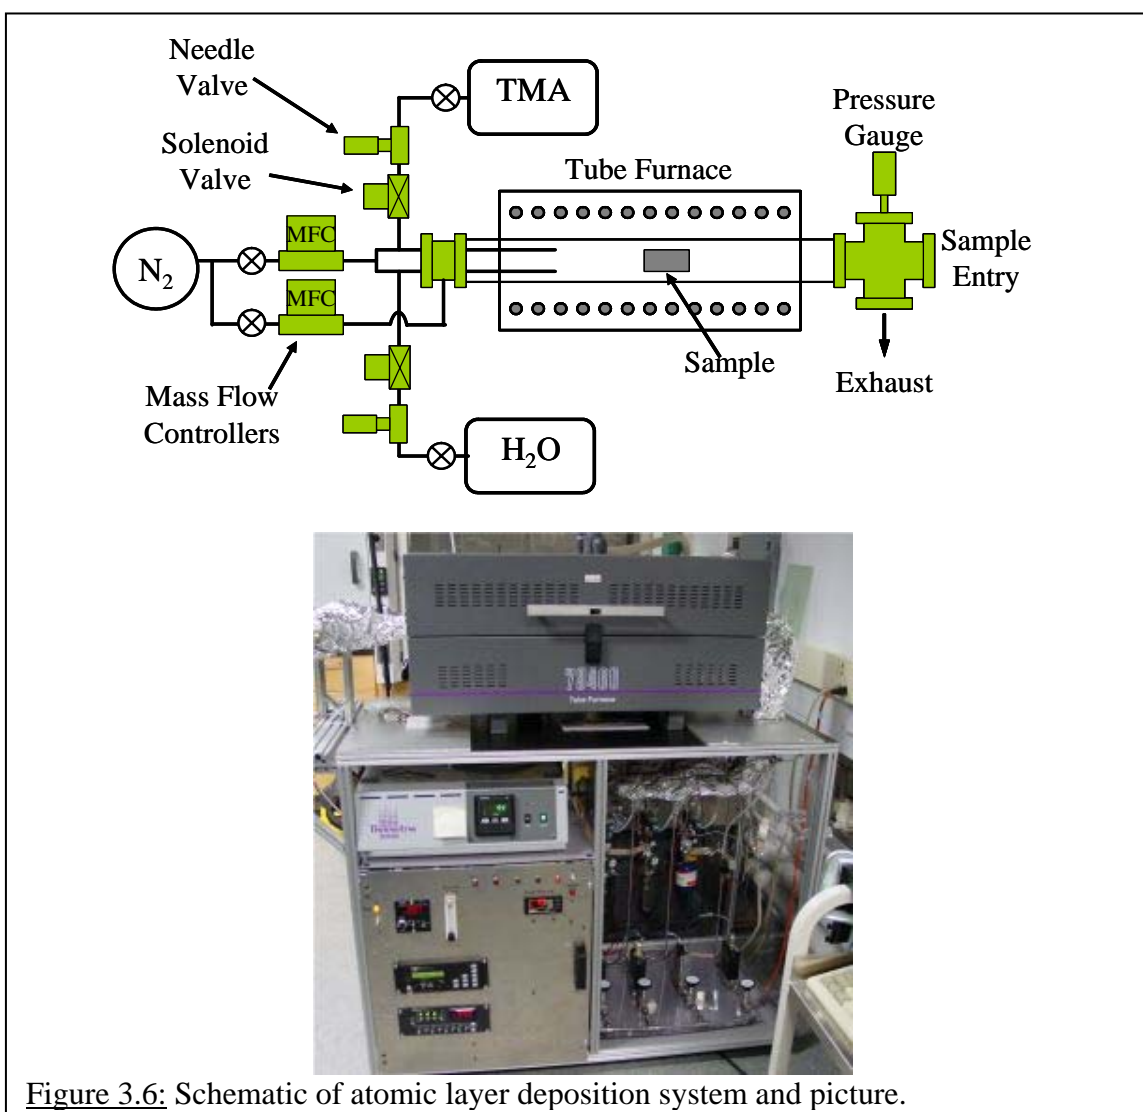 Needle
Valve
TMA
Pressure
Gauge
Solenoid
Valve
Tube Furnace
MFC
N₂
Sample
Entry
MFC
Sample
Exhaust
Mass Flow
Controllers
H₂O
Tube Furnace
Figure 3.6: Schematic of atomic layer deposition system and picture.